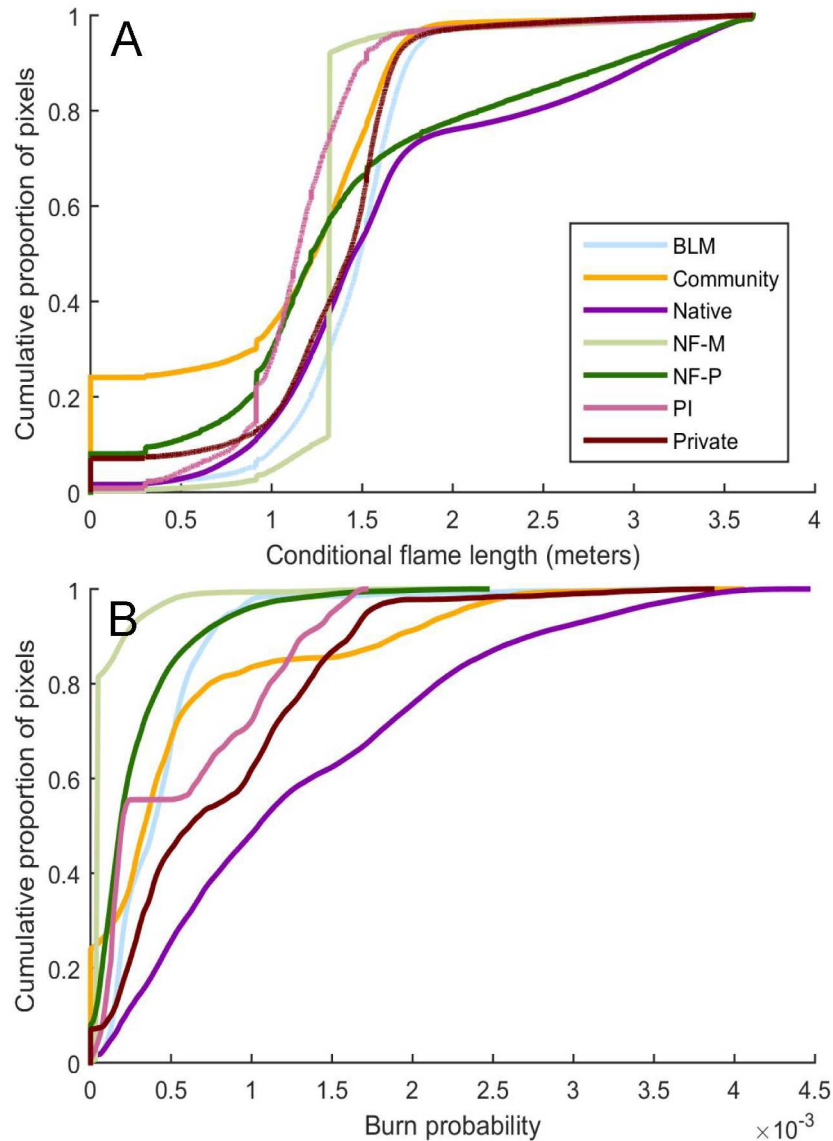 A
Cumulative proportion of pixels
1
0.8
0.6
0.4
0.2
0
BLM
Community
Native
NF-M
NF-P
PI
Private
0 0.5 1 1.5 2 2.5 3 3.5 4
Conditional flame length (meters)
B
Cumulative proportion of pixels
1
0.8
0.6
0.4
0.2
0
0 0.5 1 1.5 2 2.5 3 3.5 4 4.5
Burn probability
×10⁻³